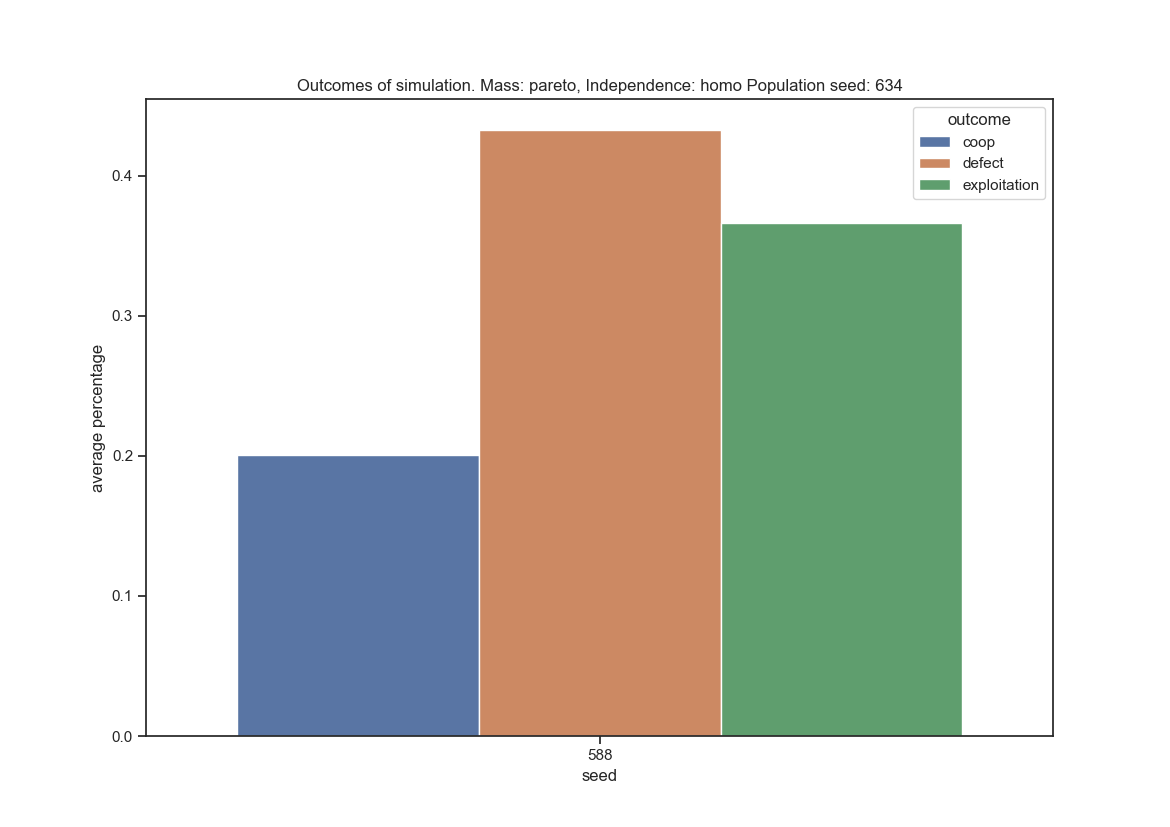 Outcomes of simulation. Mass: pareto, Independence: homo Population seed: 634
outcome
coop
defect
exploitation
average percentage
0.4
0.3
0.2
0.1
0.0
588
seed